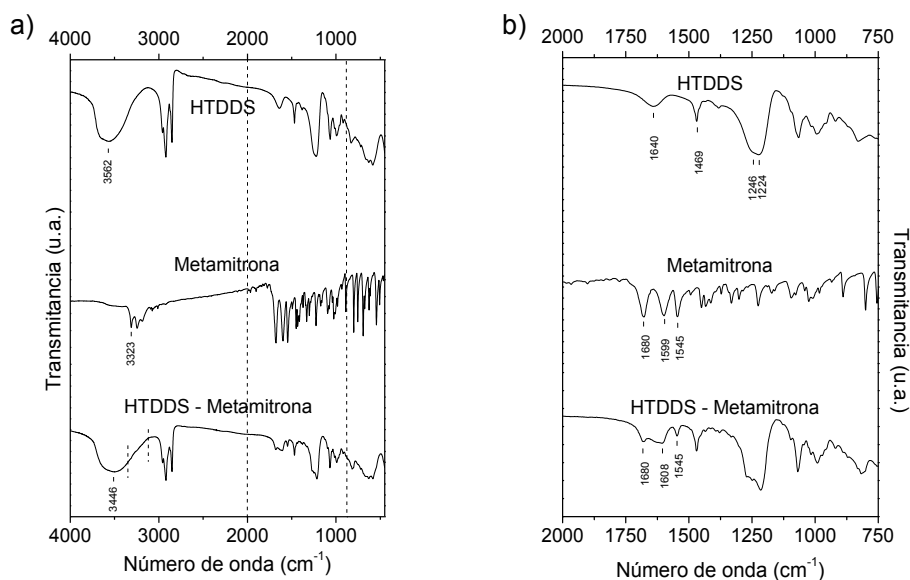 a)
4000 3000 2000 1000
HTDDS
3562
Metamitrona
3323
HTDDS - Metamitrona
3446
4000 3000 2000 1000
Número de onda (cm-1)
Transmitancia (u.a.)
b)
2000 1750 1500 1250 1000 750
HTDDS
1640
1469
1246
1224
Metamitrona
1680
1599
1545
HTDDS - Metamitrona
1680
1608
1545
2000 1750 1500 1250 1000 750
Número de onda (cm-1)
Transmitancia (u.a.)